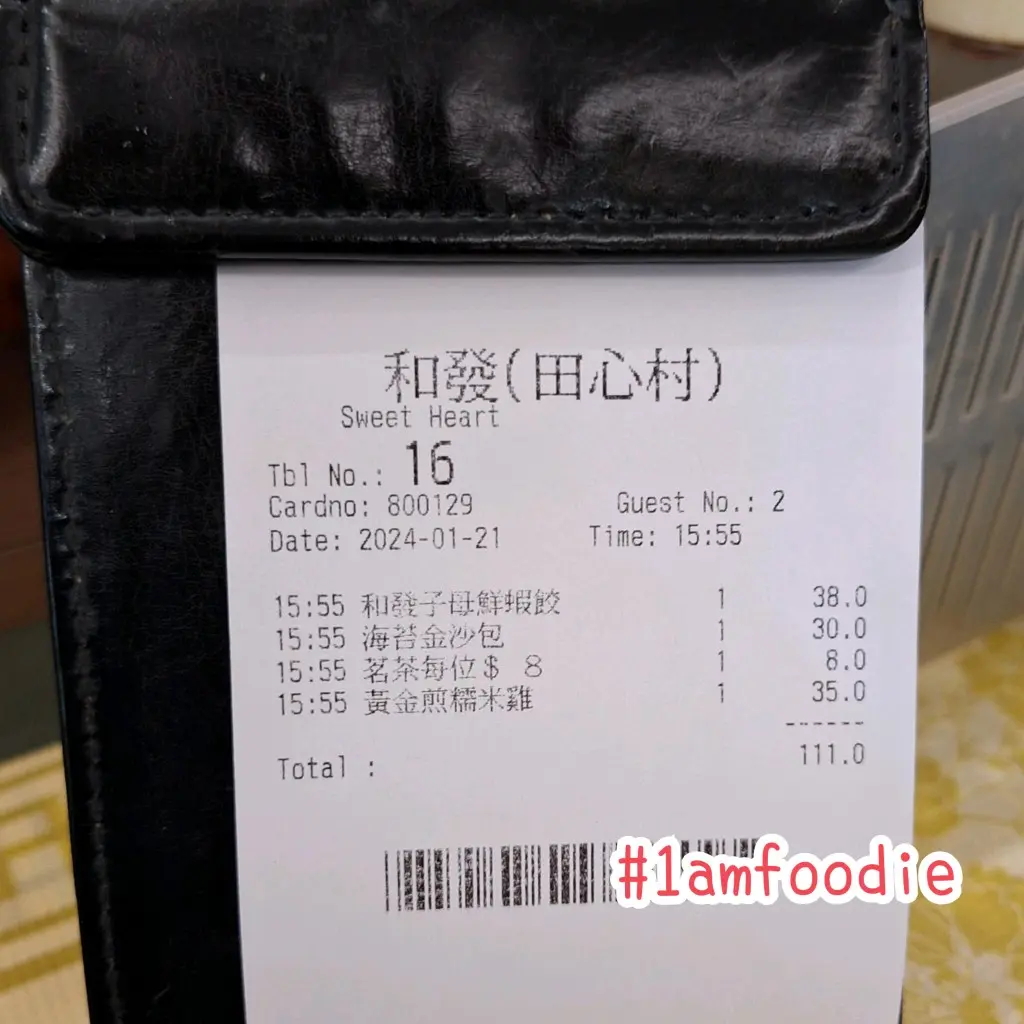 和發(田心村)
Sweet Heart
Tbl No.: 16
Cardno: 800129 Guest No.: 2
Date: 2024-01-21 Time: 15:55
15:55 和發子母鮮蝦餃 1 38.0
15:55 海苔金沙包 1 30.0
15:55 茗茶每位$ 8 1 8.0
15:55 黃金煎糯米雞 1 35.0
------
Total : 111.0
#1amfoodie